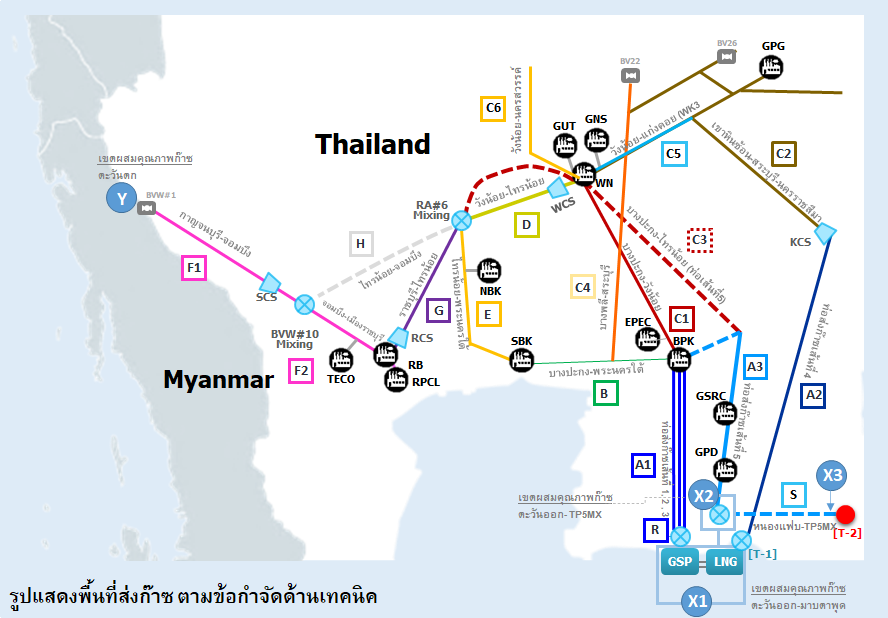 BV26
GPG
BV22
C6
วังน้อย-นครสวรรค์
GNS
GUT
วังน้อย-แก่งคอย (WK3
เขาหินซ้อน-สระบุรี-นครราชสีมา
Thailand
C5
C2
เขตผสมคุณภาพก๊าซ
ตะวันตก
WN
Y
BVW#1
RA#6
Mixing
วังน้อย-ไทรน้อย
WCS
กาญจนบุรี-จอมบึง
D
บางปะกง-ไทรน้อย (ท่อเส้นที่5)
C3
KCS
H
F1
ไทรน้อย-จอมบึง
ราชบุรี-ไทรน้อย
ไทรน้อย-พระนครใต้
NBK
บางพลี-สระบุรี
บางปะกง-วังน้อย
C4
SCS
จอมบึง-เมืองราชบุรี
G
E
EPEC
C1
BVW#10
Mixing
RCS
SBK
BPK
RB
F2
TECO
RPCL
Myanmar
บางปะกง-พระนครใต้
B
A3
ท่อส่งก๊าซเส้นที่ 4
A2
GSRC
ท่อส่งก๊าซเส้นที่ 5
ท่อส่งก๊าซเส้นที่ 1, 2, 3
GPD
A1
X3
เขตผสมคุณภาพก๊าซ
ตะวันออก-TP5MX
X2
S
R
หนองแฟบ-TP5MX
[T-2]
[T-1]
GSP
LNG
เขตผสมคุณภาพก๊าซ
ตะวันออก-มาบตาพุด
X1
รูปแสดงพื้นที่ส่งก๊าซ ตามข้อกำจัดด้านเทคนิค